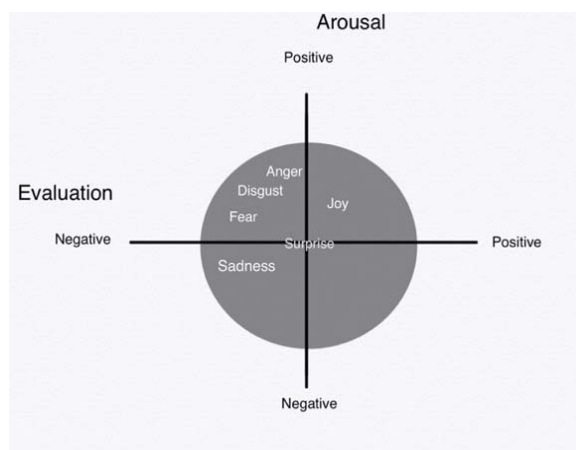 Arousal
Positive
Anger
Disgust
Evaluation
Joy
Fear
Negative
Surprise
Positive
Sadness
Negative